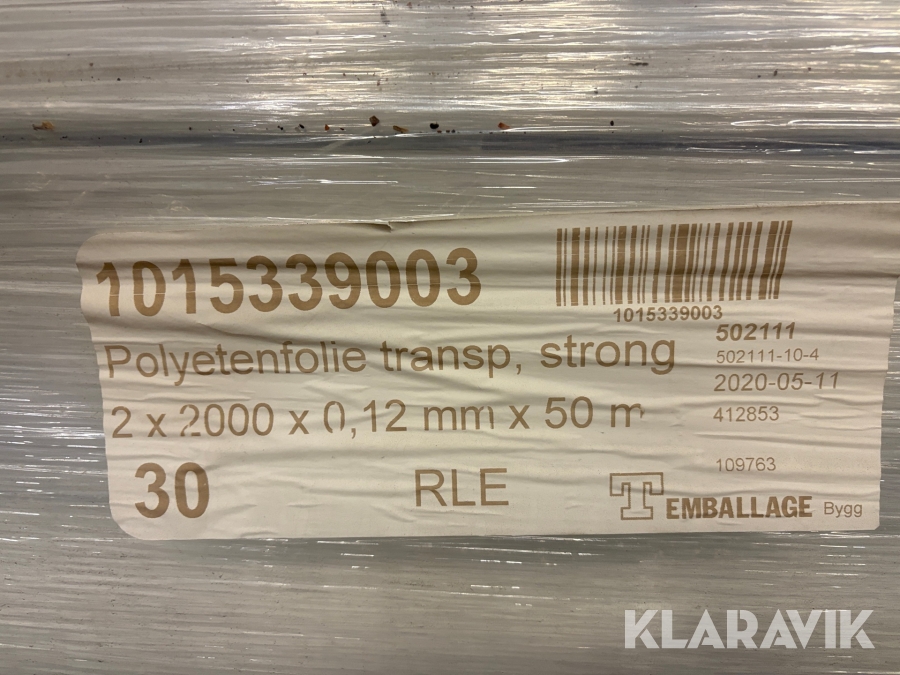 1015339003
1015339003
502111
Polyetenfolie transp, strong
502111-10-4
2020-05-11
2 x 2000 x 0,12 mm x 50 m
412853
109763
30
RLE
T EMBALLAGE Bygg
KLARAVIK